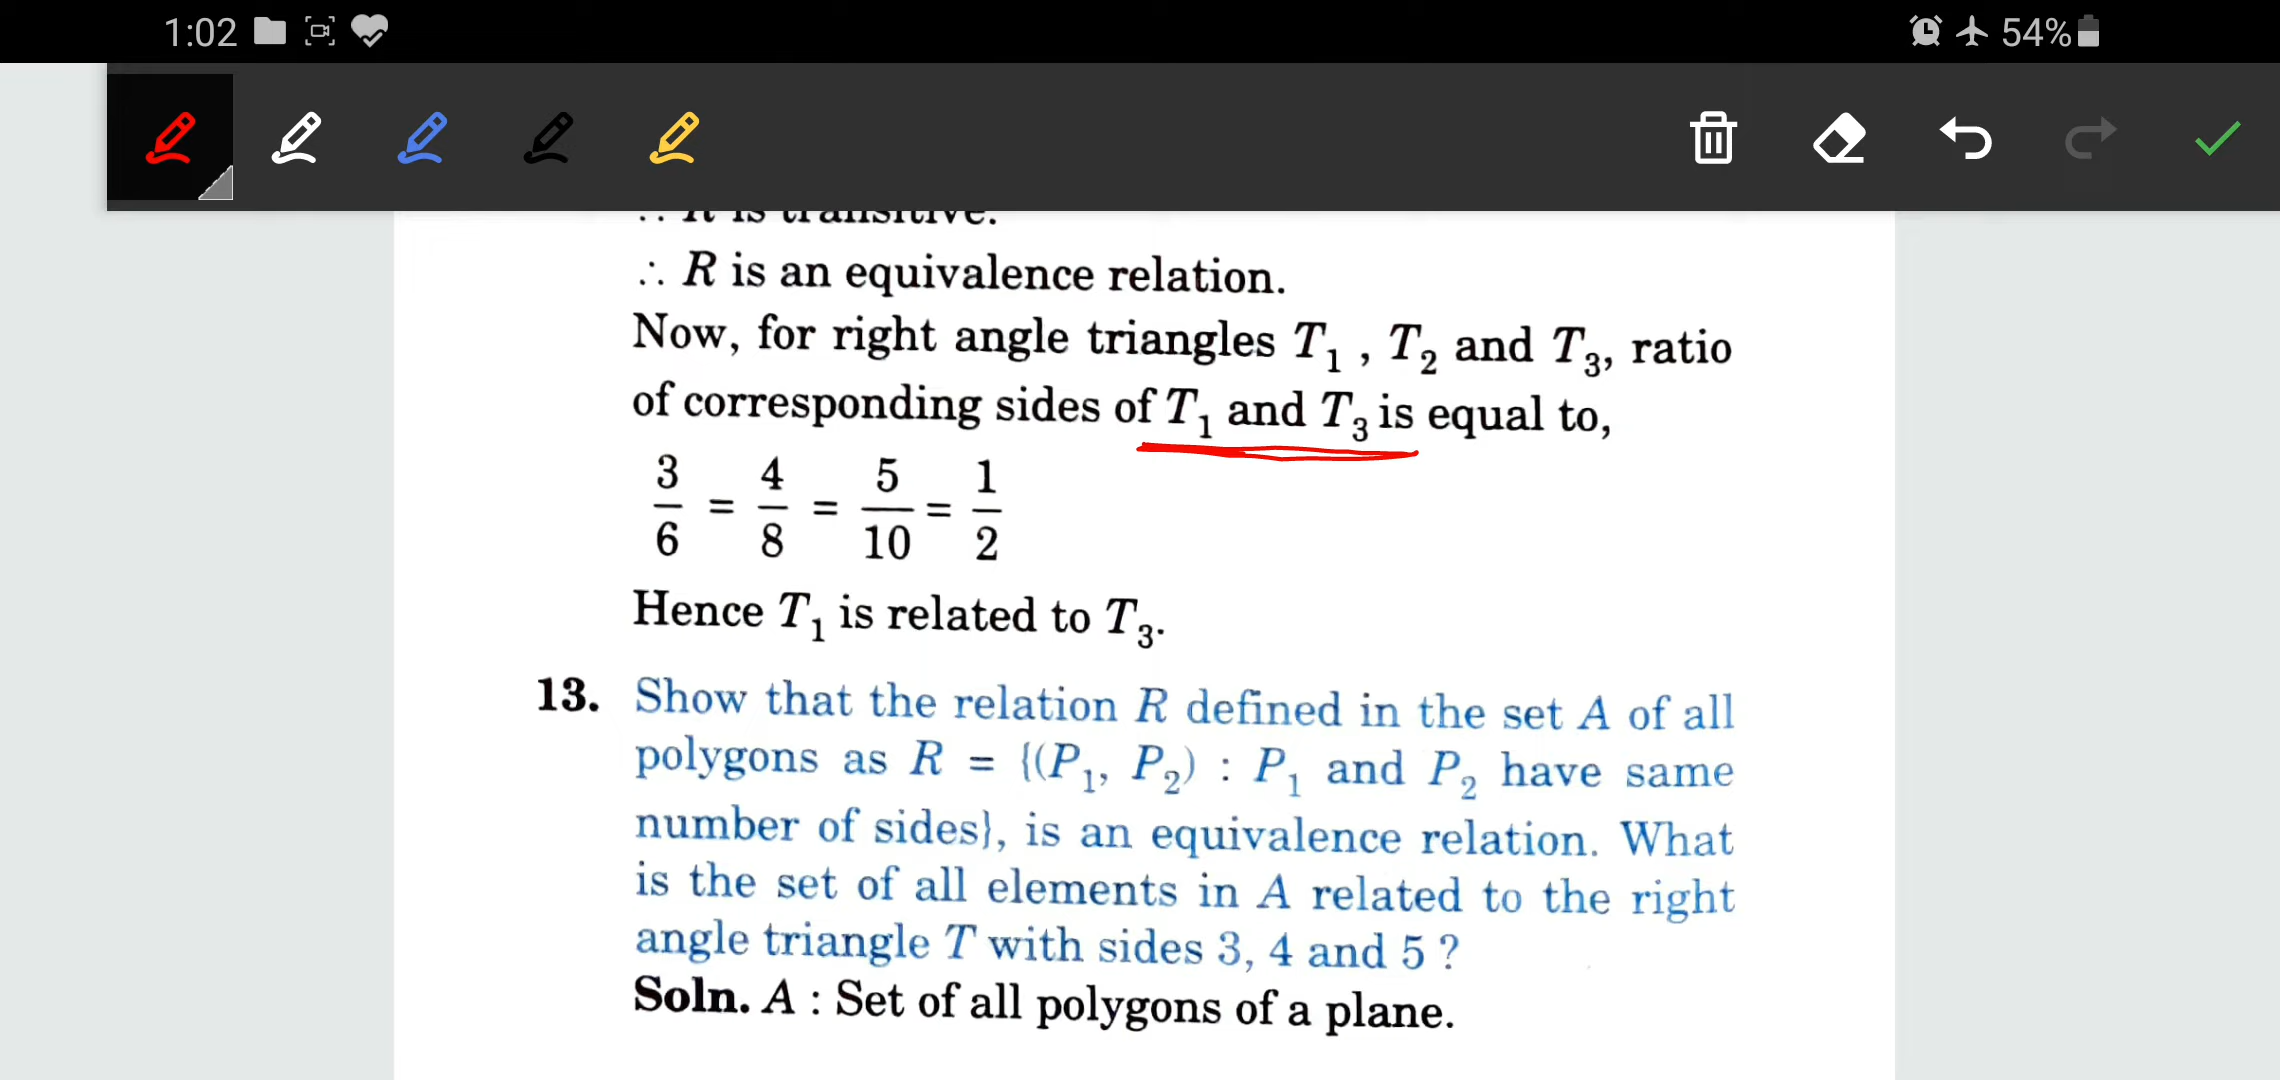 1:02
54%
∴ R is transitive.
∴ R is an equivalence relation.
Now, for right angle triangles T₁ , T₂ and T₃, ratio
of corresponding sides of T₁ and T₃ is equal to,
3/6 = 4/8 = 5/10 = 1/2
Hence T₁ is related to T₃.
13. Show that the relation R defined in the set A of all
polygons as R = {(P₁, P₂) : P₁ and P₂ have same
number of sides}, is an equivalence relation. What
is the set of all elements in A related to the right
angle triangle T with sides 3, 4 and 5 ?
Soln. A : Set of all polygons of a plane.